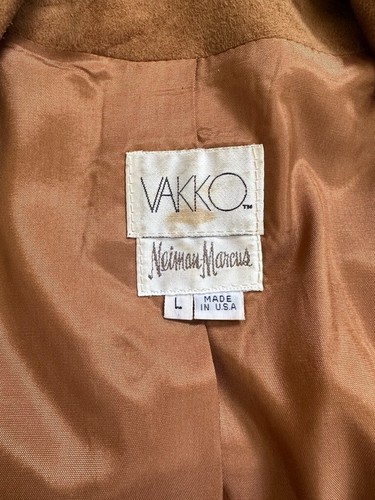 VAKKO™
Neiman-Marcus
L
MADE
IN U.S.A